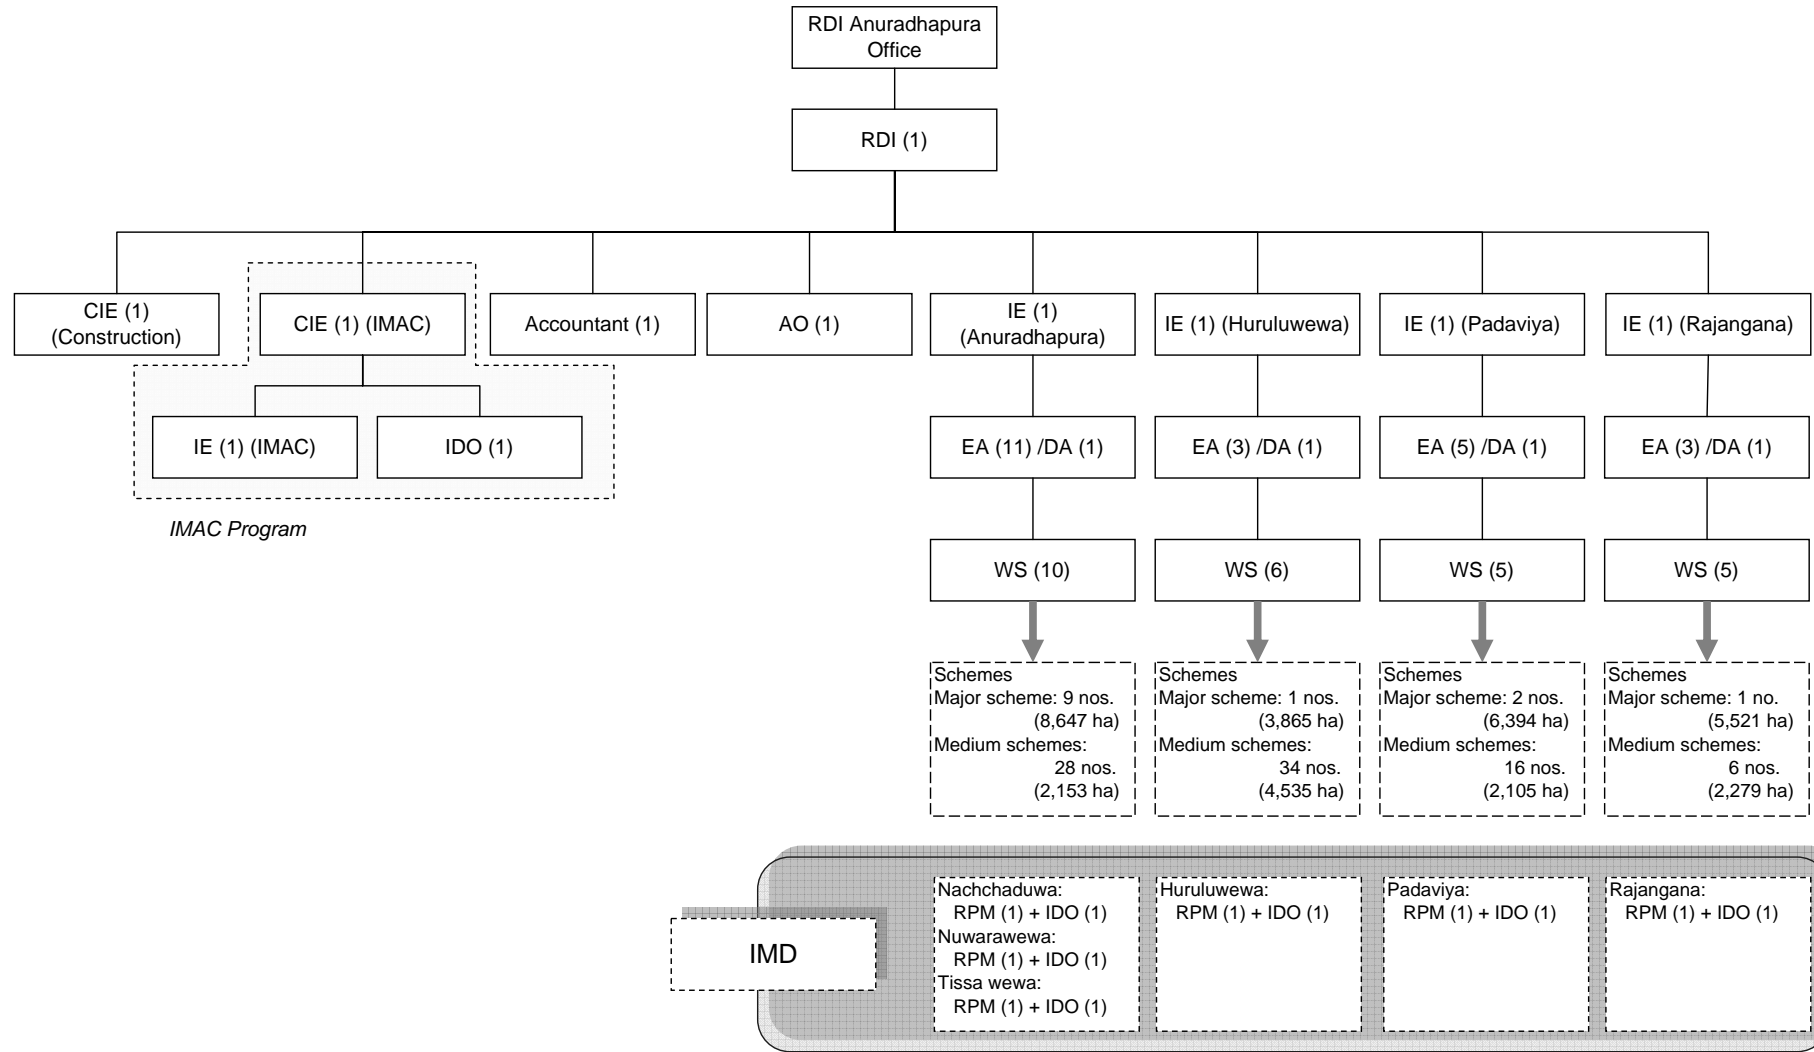 RDI Anuradhapura
Office
RDI (1)
CIE (1)
(Construction)
CIE (1) (IMAC)
Accountant (1)
AO (1)
IE (1)
(Anuradhapura)
IE (1) (Huruluwewa)
IE (1) (Padaviya)
IE (1) (Rajangana)
IE (1) (IMAC)
IDO (1)
EA (11) /DA (1)
EA (3) /DA (1)
EA (5) /DA (1)
EA (3) /DA (1)
IMAC Program
WS (10)
WS (6)
WS (5)
WS (5)
Schemes
Major scheme: 9 nos.
(8,647 ha)
Medium schemes:
28 nos.
(2,153 ha)
Schemes
Major scheme: 1 nos.
(3,865 ha)
Medium schemes:
34 nos.
(4,535 ha)
Schemes
Major scheme: 2 nos.
(6,394 ha)
Medium schemes:
16 nos.
(2,105 ha)
Schemes
Major scheme: 1 no.
(5,521 ha)
Medium schemes:
6 nos.
(2,279 ha)
IMD
Nachchaduwa:
RPM (1) + IDO (1)
Nuwarawewa:
RPM (1) + IDO (1)
Tissa wewa:
RPM (1) + IDO (1)
Huruluwewa:
RPM (1) + IDO (1)
Padaviya:
RPM (1) + IDO (1)
Rajangana:
RPM (1) + IDO (1)